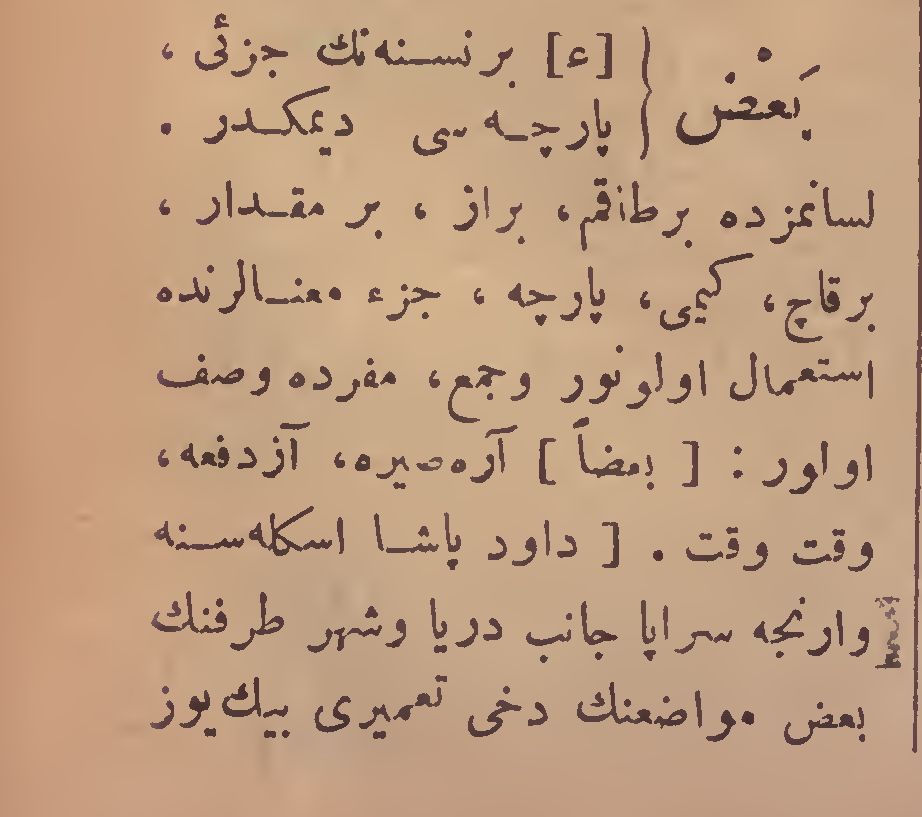 بَعْض } [ء] بر نسنه‌نك جزئی ،
پارچه سی دیمكدر .
لسانمزده برطاقم، براز ، بر مقدار ،
برقاچ، كیمی، پارچه ، جزء معنالرنده
استعمال اولونور وجمع، مفرده وصف
اولور : [ بعضاً ] آره‌صیره، آزدفعه،
وقت وقت . [ داود پاشا اسكله‌سنه
وارنجه سراپا جانب دریا وشهر طرفنك
بعض مواضعنك دخی تعمیری بیك یوز